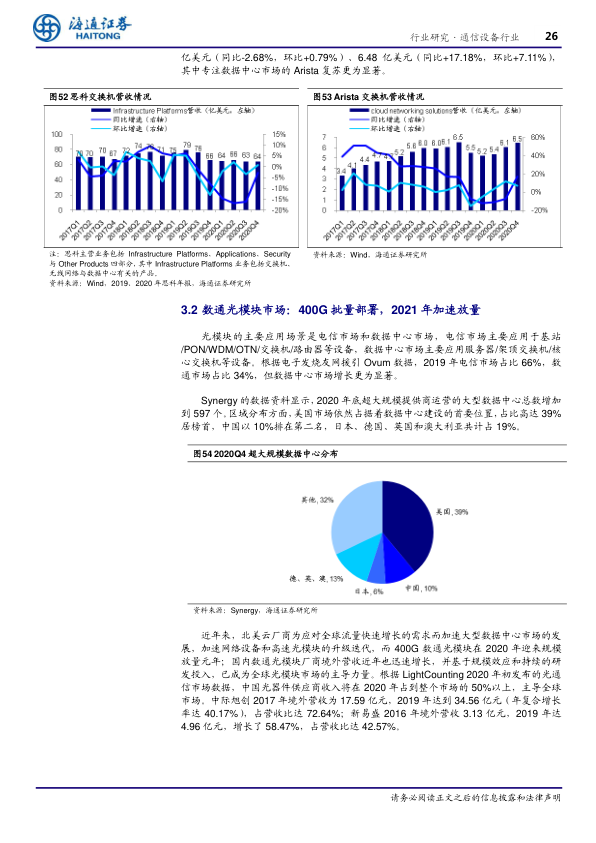 海通证券
HAITONG
行业研究·通信设备行业
26
亿美元（同比-2.68%，环比+0.79%）、6.48 亿美元（同比+17.18%，环比+7.11%），
其中专注数据中心市场的 Arista 复苏更为显著。
图52 思科交换机营收情况
Infrastructure Platforms营收（亿美元，左轴）
同比增速（右轴）
环比增速（右轴）
100
80
60
40
20
0
15%
10%
5%
0%
-5%
-10%
-15%
-20%
70 70 70 67 72 74 76 71 75 79 76 66 64 66 64 64
2017Q1 2017Q2 2017Q3 2017Q4 2018Q1 2018Q2 2018Q3 2018Q4 2019Q1 2019Q2 2019Q3 2019Q4 2020Q1 2020Q2 2020Q3 2020Q4
注：思科主营业务包括 Infrastructure Platforms、Applications、Security
与 Other Products 四部分，其中 Infrastructure Platforms 业务包括交换机、
无线网络与数据中心有关的产品。
资料来源：Wind，2019、2020 年思科年报，海通证券研究所
图53 Arista 交换机营收情况
cloud networking solutions营收（亿美元，左轴）
同比增速（右轴）
环比增速（右轴）
7
6
5
4
3
2
1
0
60%
40%
20%
0%
-20%
3.4 4.0 4.4 4.7 5.2 5.6 6.0 5.9 6.1 6.5 5.5 5.2 5.4 6.1 6.5
2017Q1 2017Q2 2017Q3 2017Q4 2018Q1 2018Q2 2018Q3 2018Q4 2019Q1 2019Q2 2019Q3 2019Q4 2020Q1 2020Q2 2020Q3 2020Q4
资料来源：Wind，海通证券研究所
3.2 数通光模块市场：400G 批量部署，2021 年加速放量
光模块的主要应用场景是电信市场和数据中心市场，电信市场主要应用于基站
/PON/WDM/OTN/交换机/路由器等设备，数据中心市场主要应用服务器/架顶交换机/核
心交换机等设备。根据电子发烧友网援引 Ovum 数据，2019 年电信市场占比 66%，数
通市场占比 34%，但数据中心市场增长更为显著。
Synergy 的数据资料显示，2020 年底超大规模提供商运营的大型数据中心总数增加
到 597 个。区域分布方面，美国市场依然占据着数据中心建设的首要位置，占比高达 39%
居榜首，中国以 10%排在第二名，日本、德国、英国和澳大利亚共计占 19%。
图54 2020Q4 超大规模数据中心分布
其他, 32%
美国, 39%
德、英、澳, 13%
日本, 6%
中国, 10%
资料来源：Synergy，海通证券研究所
近年来，北美云厂商为应对全球流量快速增长的需求而加速大型数据中心市场的发
展，加速网络设备和高速光模块的升级迭代，而 400G 数通光模块在 2020 年迎来规模
放量元年；国内数通光模块厂商境外营收近年也迅速增长，并基于规模效应和持续的研
发投入，已成为全球光模块市场的主导力量。根据 LightCounting 2020 年初发布的光通
信市场数据，中国光器件供应商收入将在 2020 年占到整个市场的 50%以上，主导全球
市场。中际旭创 2017 年境外营收为 17.59 亿元，2019 年达到 34.56 亿元（年复合增长
率达 40.17%），占营收比达 72.64%；新易盛 2016 年境外营收 3.13 亿元，2019 年达
4.96 亿元，增长了 58.47%，占营收比达 42.57%。
请务必阅读正文之后的信息披露和法律声明